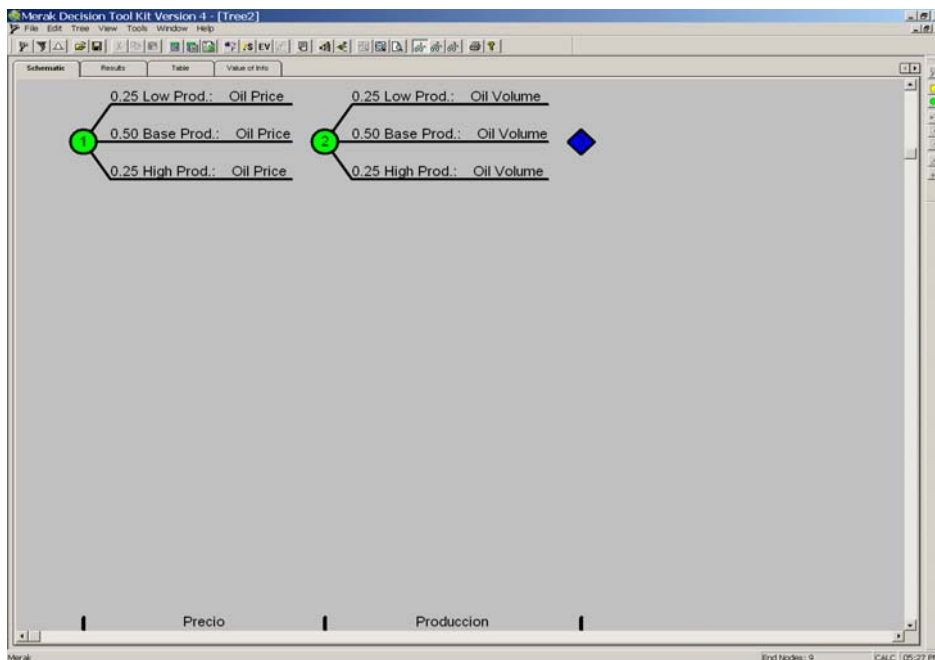 Merak Decision Tool Kit Version 4 - [Tree2]
File Edit Tree View Tools Window Help
EV
Schematic Results Table Value of Info
0.25 Low Prod.: Oil Price 0.25 Low Prod.: Oil Volume
1 0.50 Base Prod.: Oil Price 2 0.50 Base Prod.: Oil Volume
0.25 High Prod.: Oil Price 0.25 High Prod.: Oil Volume
Precio Produccion
Merak End Nodes: 9 CALC 05:27